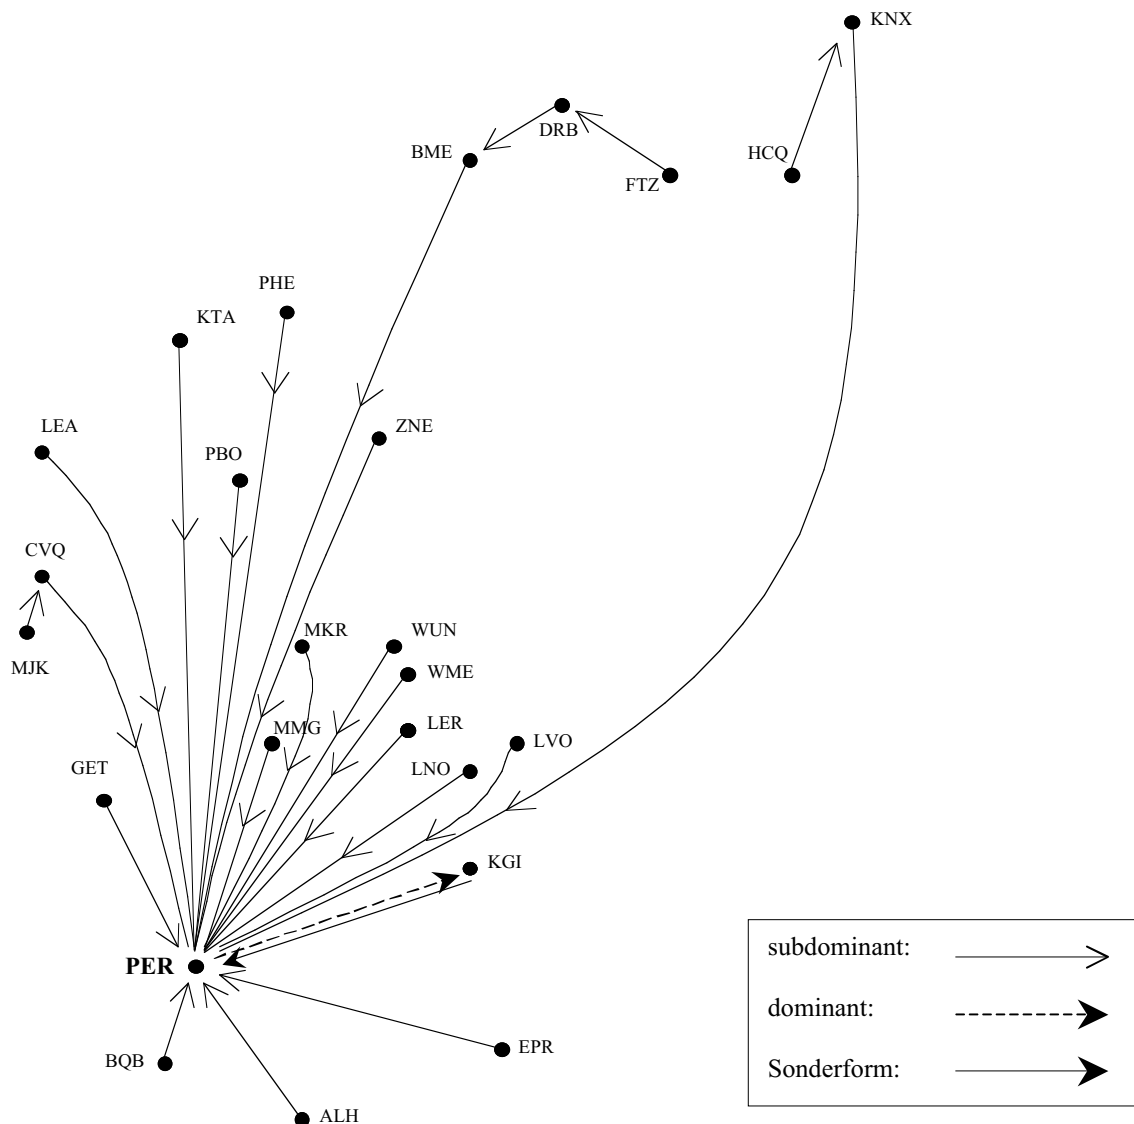 KNX
DRB
BME
HCQ
FTZ
PHE
KTA
LEA
ZNE
PBO
CVQ
MKR
WUN
MJK
WME
MMG
LER
LVO
GET
LNO
KGI
PER
EPR
BQB
ALH
subdominant:
dominant:
Sonderform: